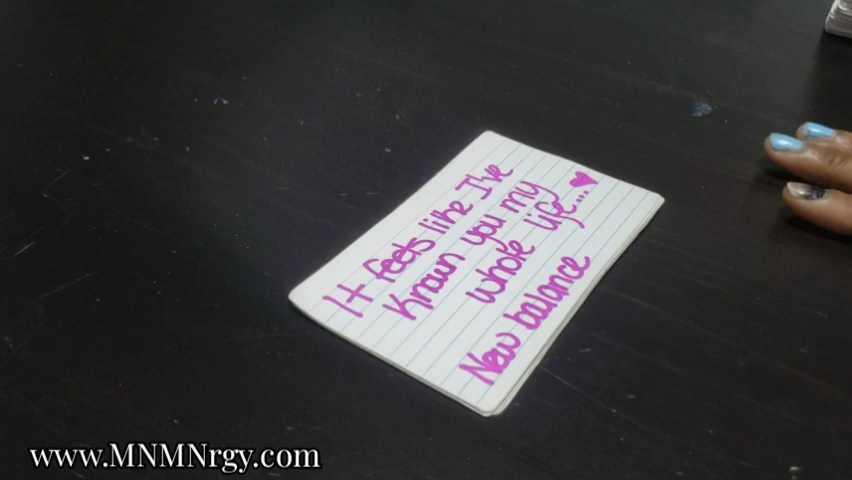 It feels like I've
Known you my
whole life...♥
New balance
www.MNMNrgy.com